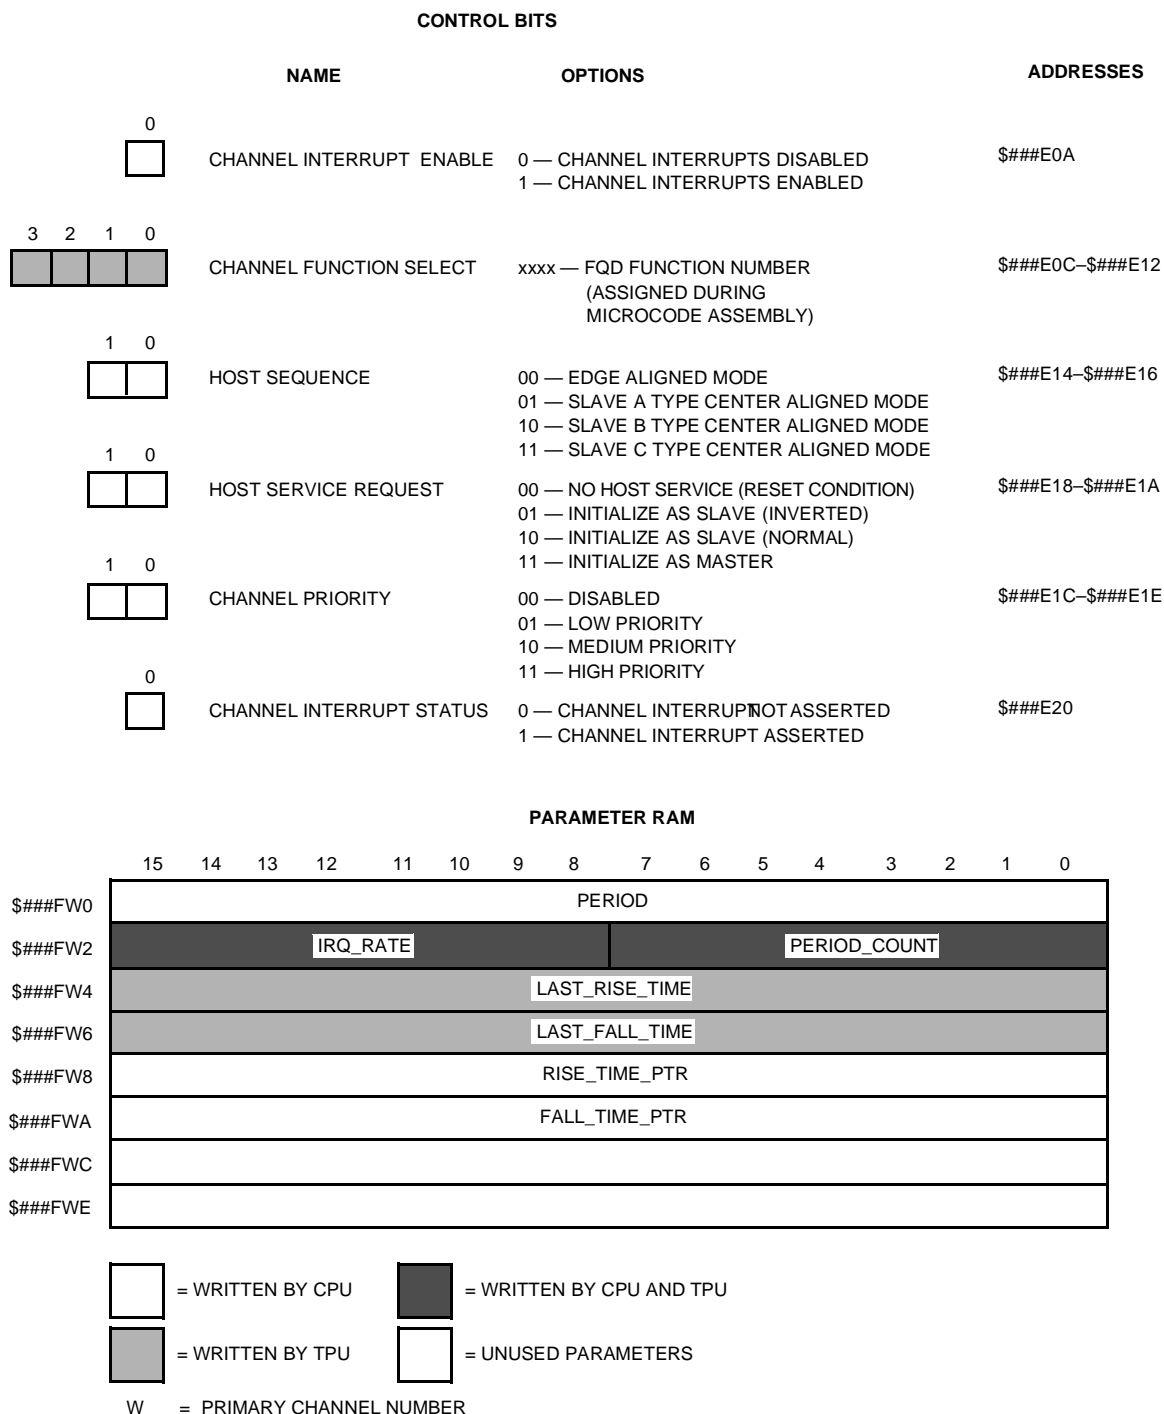 CONTROL BITS
NAME OPTIONS ADDRESSES
0
CHANNEL INTERRUPT ENABLE 0 — CHANNEL INTERRUPTS DISABLED $###E0A
1 — CHANNEL INTERRUPTS ENABLED
3 2 1 0
CHANNEL FUNCTION SELECT xxxx — FQD FUNCTION NUMBER $###E0C–$###E12
(ASSIGNED DURING
MICROCODE ASSEMBLY)
1 0
HOST SEQUENCE 00 — EDGE ALIGNED MODE $###E14–$###E16
01 — SLAVE A TYPE CENTER ALIGNED MODE
10 — SLAVE B TYPE CENTER ALIGNED MODE
11 — SLAVE C TYPE CENTER ALIGNED MODE
1 0
HOST SERVICE REQUEST 00 — NO HOST SERVICE (RESET CONDITION) $###E18–$###E1A
01 — INITIALIZE AS SLAVE (INVERTED)
10 — INITIALIZE AS SLAVE (NORMAL)
11 — INITIALIZE AS MASTER
1 0
CHANNEL PRIORITY 00 — DISABLED $###E1C–$###E1E
01 — LOW PRIORITY
10 — MEDIUM PRIORITY
11 — HIGH PRIORITY
0
CHANNEL INTERRUPT STATUS 0 — CHANNEL INTERRUPT NOT ASSERTED $###E20
1 — CHANNEL INTERRUPT ASSERTED
PARAMETER RAM
15 14 13 12 11 10 9 8 7 6 5 4 3 2 1 0
$###FW0 PERIOD
$###FW2 IRQ_RATE PERIOD_COUNT
$###FW4 LAST_RISE_TIME
$###FW6 LAST_FALL_TIME
$###FW8 RISE_TIME_PTR
$###FWA FALL_TIME_PTR
$###FWC
$###FWE
= WRITTEN BY CPU = WRITTEN BY CPU AND TPU
= WRITTEN BY TPU = UNUSED PARAMETERS
W = PRIMARY CHANNEL NUMBER